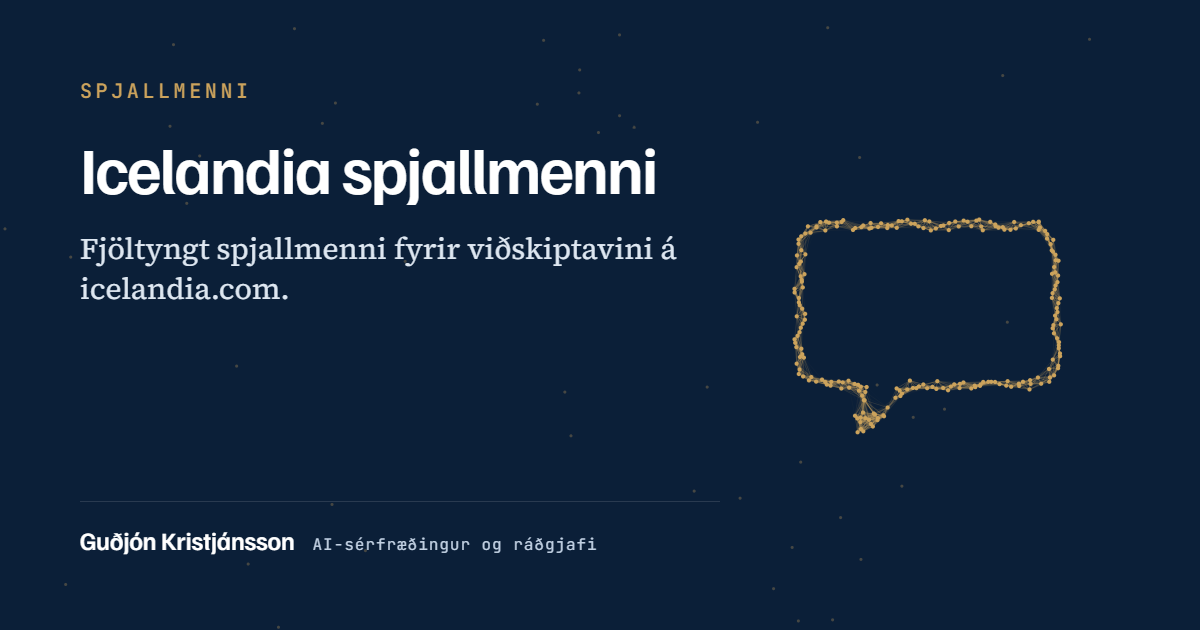 SPJALLMENNI
Icelandia spjallmenni
Fjöltyngt spjallmenni fyrir viðskiptavini á
icelandia.com.
Guðjón Kristjánsson AI-sérfræðingur og ráðgjafi